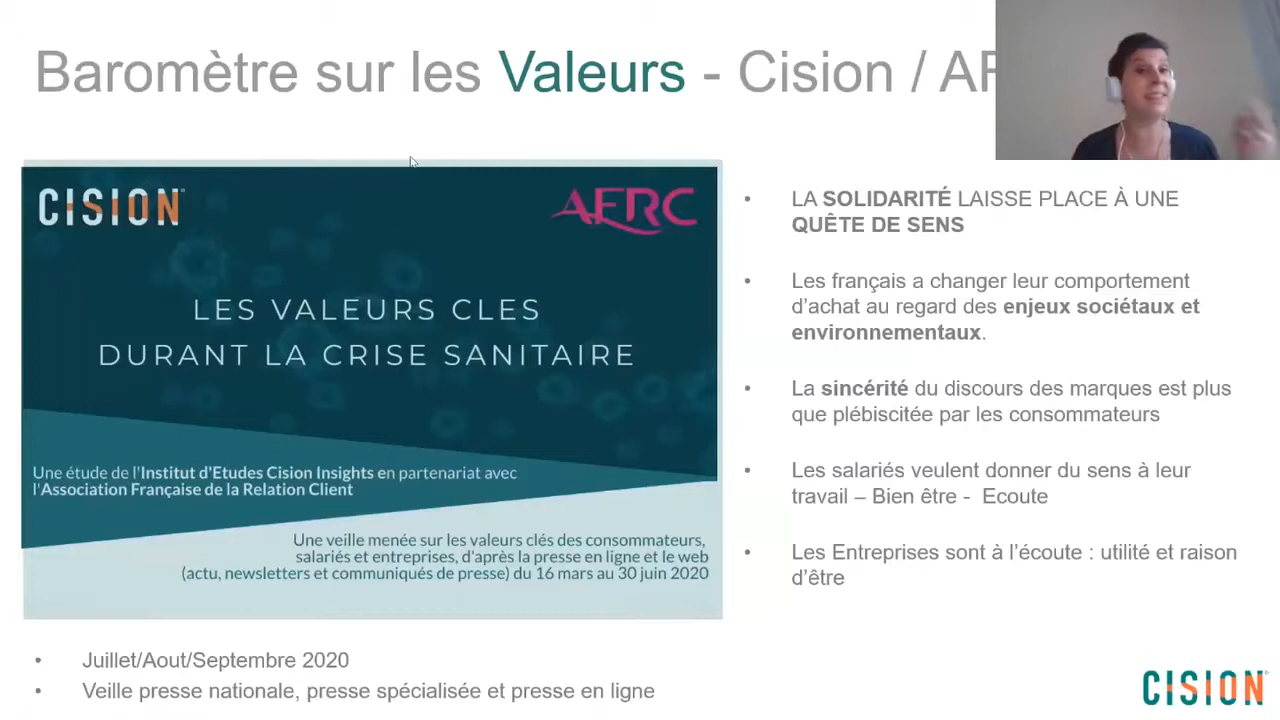 Baromètre sur les Valeurs - Cision / AF
CISION
AFRC
LES VALEURS CLES
DURANT LA CRISE SANITAIRE
Une étude de l'Institut d'Etudes Cision Insights en partenariat avec
l'Association Française de la Relation Client
Une veille menée sur les valeurs clés des consommateurs,
salariés et entreprises, d'après la presse en ligne et le web
(actu, newsletters et communiqués de presse) du 16 mars au 30 juin 2020
• Juillet/Aout/Septembre 2020
• Veille presse nationale, presse spécialisée et presse en ligne
• LA SOLIDARITÉ LAISSE PLACE À UNE
QUÊTE DE SENS
• Les français a changer leur comportement
d'achat au regard des enjeux sociétaux et
environnementaux.
• La sincérité du discours des marques est plus
que plébiscitée par les consommateurs
• Les salariés veulent donner du sens à leur
travail – Bien être - Ecoute
• Les Entreprises sont à l'écoute : utilité et raison
d'être
CISION